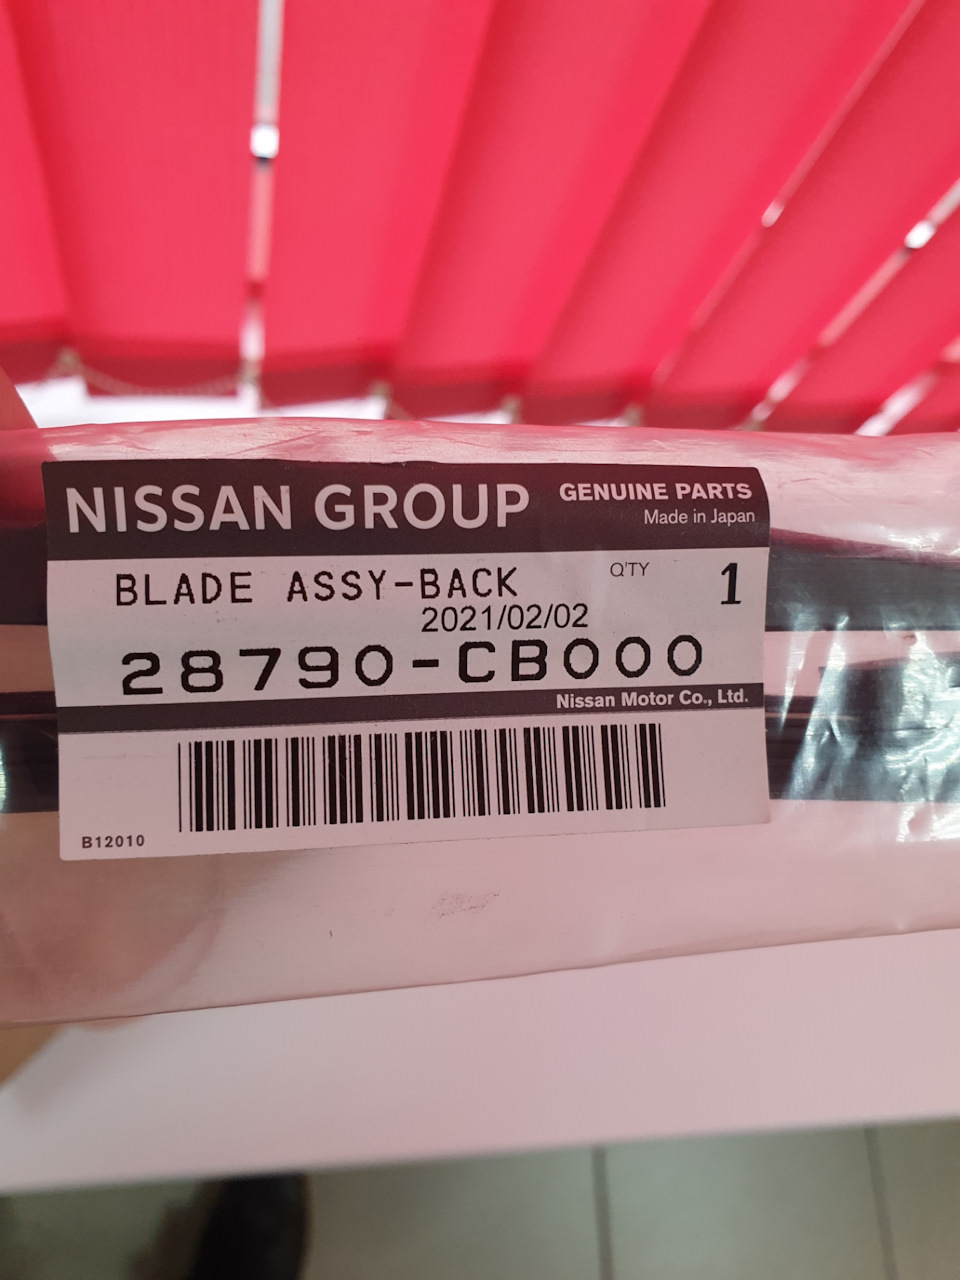 NISSAN GROUP
GENUINE PARTS
Made in Japan
BLADE ASSY-BACK
Q'TY 1
2021/02/02
28790-CB000
Nissan Motor Co., Ltd.
B12010